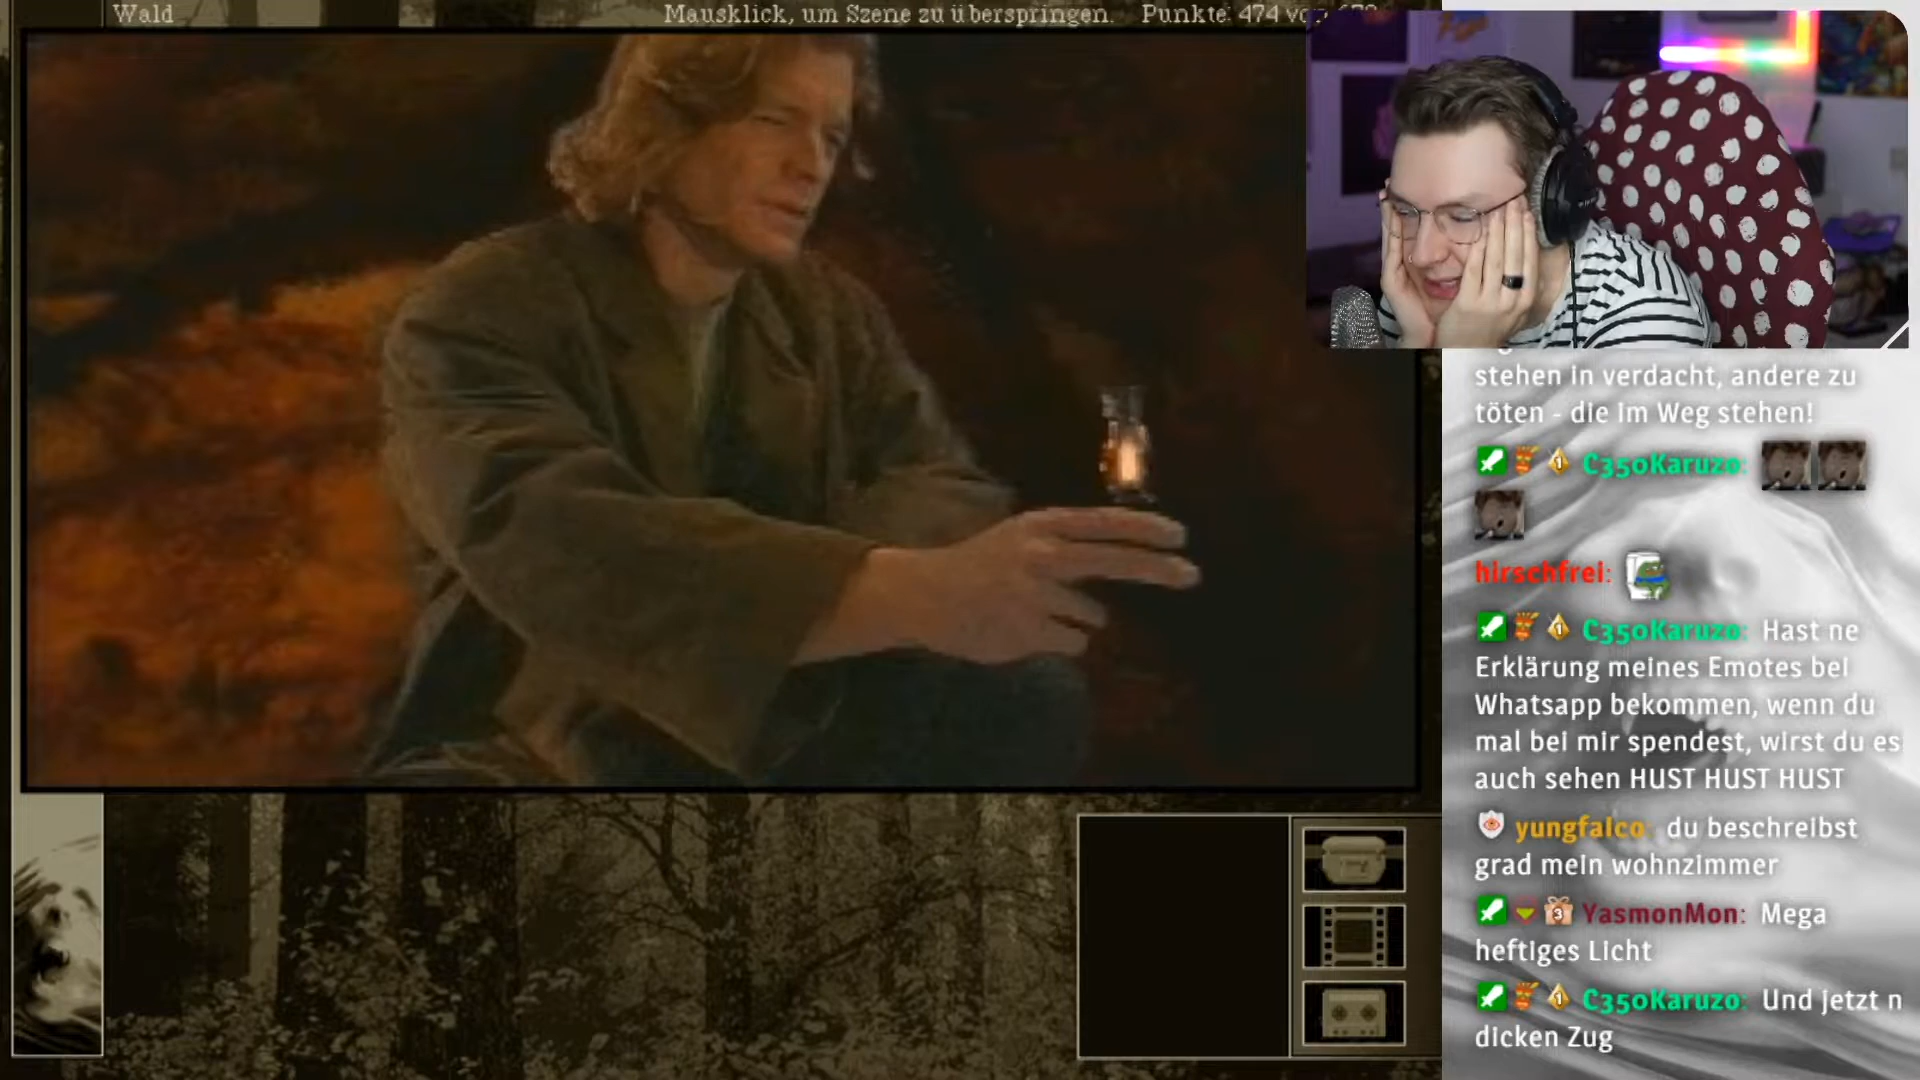 Wald
Mausklick, um Szene zu überspringen. Punkte: 474 von 678
stehen in verdacht, andere zu
töten - die im Weg stehen!
C350Karuzo:
hirschfrei:
C350Karuzo: Hast ne
Erklärung meines Emotes bei
Whatsapp bekommen, wenn du
mal bei mir spendest, wirst du es
auch sehen HUST HUST HUST
yungfalco: du beschreibst
grad mein wohnzimmer
YasmonMon: Mega
heftiges Licht
C350Karuzo: Und jetzt n
dicken Zug